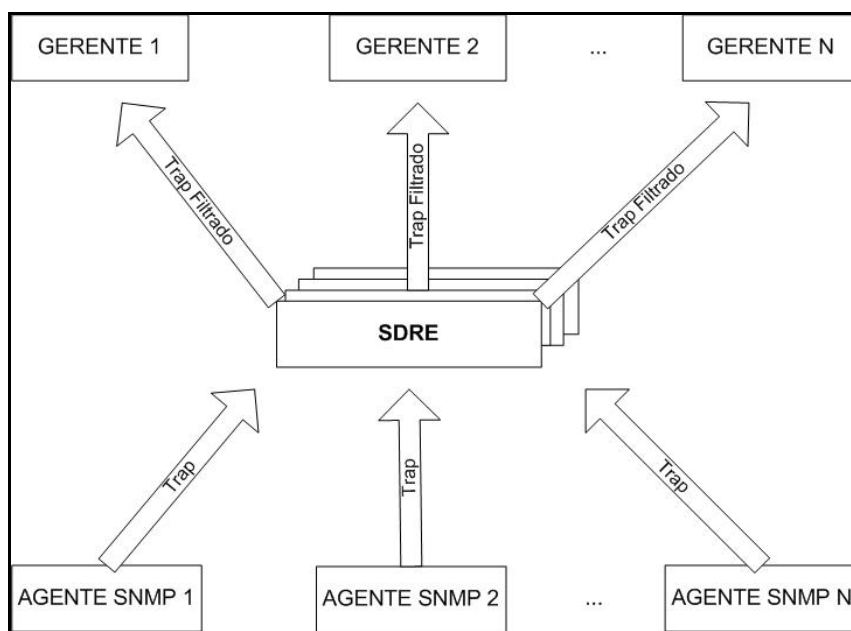 GERENTE 1
GERENTE 2
...
GERENTE N
Trap Filtrado
Trap Filtrado
Trap Filtrado
SDRE
Trap
Trap
Trap
AGENTE SNMP 1
AGENTE SNMP 2
...
AGENTE SNMP N